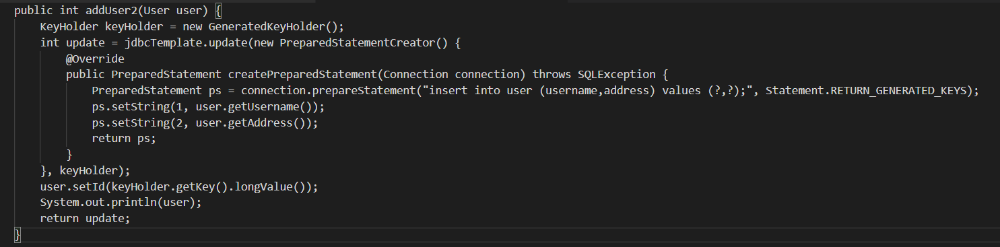 public int addUser2(User user) {
    KeyHolder keyHolder = new GeneratedKeyHolder();
    int update = jdbcTemplate.update(new PreparedStatementCreator() {
        @Override
        public PreparedStatement createPreparedStatement(Connection connection) throws SQLException {
            PreparedStatement ps = connection.prepareStatement("insert into user (username,address) values (?,?);", Statement.RETURN_GENERATED_KEYS);
            ps.setString(1, user.getUsername());
            ps.setString(2, user.getAddress());
            return ps;
        }
    }, keyHolder);
    user.setId(keyHolder.getKey().longValue());
    System.out.println(user);
    return update;
}